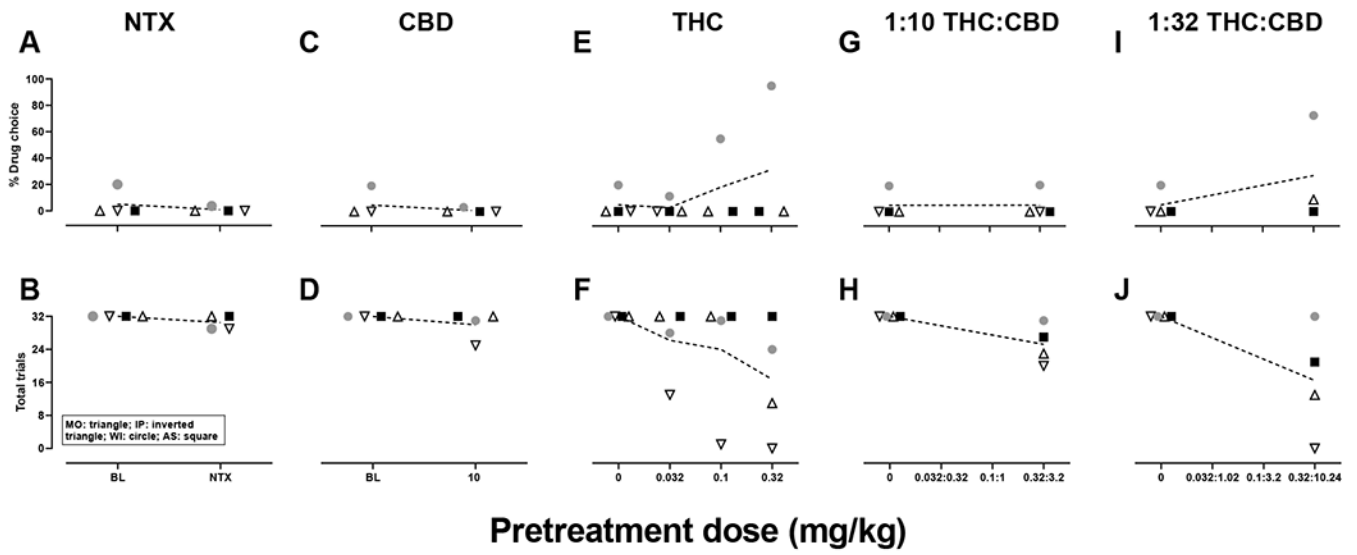 NTX CBD THC 1:10 THC:CBD 1:32 THC:CBD
A C E G I
% Drug choice
100
80
60
40
20
0
B D F H J
Total trials
32
24
16
8
0
MO: triangle; IP: inverted
triangle; WI: circle; AS: square
BL NTX BL 10 0 0.032 0.1 0.32 0 0.032:0.32 0.1:1 0.32:3.2 0 0.032:1.02 0.1:3.2 0.32:10.24
Pretreatment dose (mg/kg)